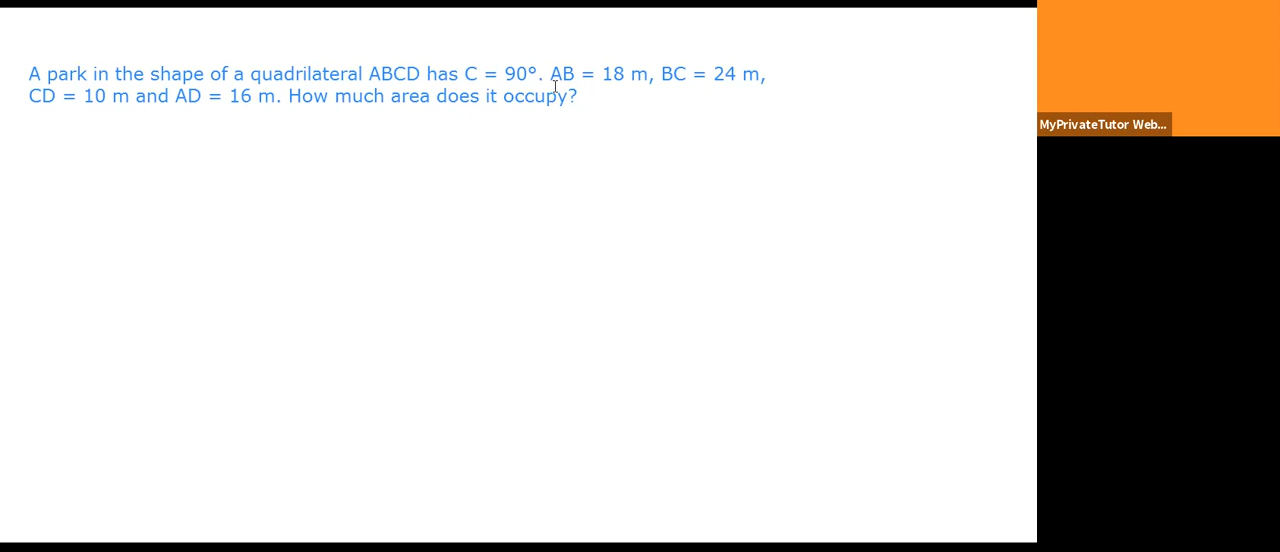 A park in the shape of a quadrilateral ABCD has C = 90°. AB = 18 m, BC = 24 m,
CD = 10 m and AD = 16 m. How much area does it occupy?
MyPrivateTutor Web...